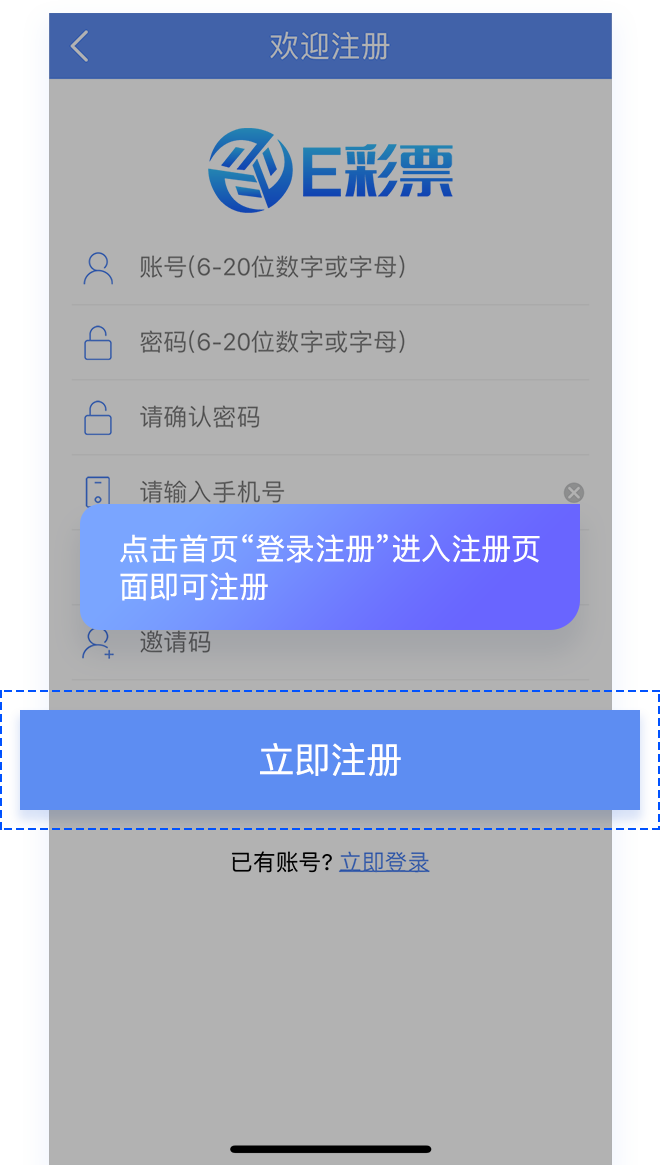 欢迎注册
E彩票
账号(6-20位数字或字母)
密码(6-20位数字或字母)
请确认密码
请输入手机号
点击首页“登录注册”进入注册页
面即可注册
邀请码
立即注册
已有账号? 立即登录